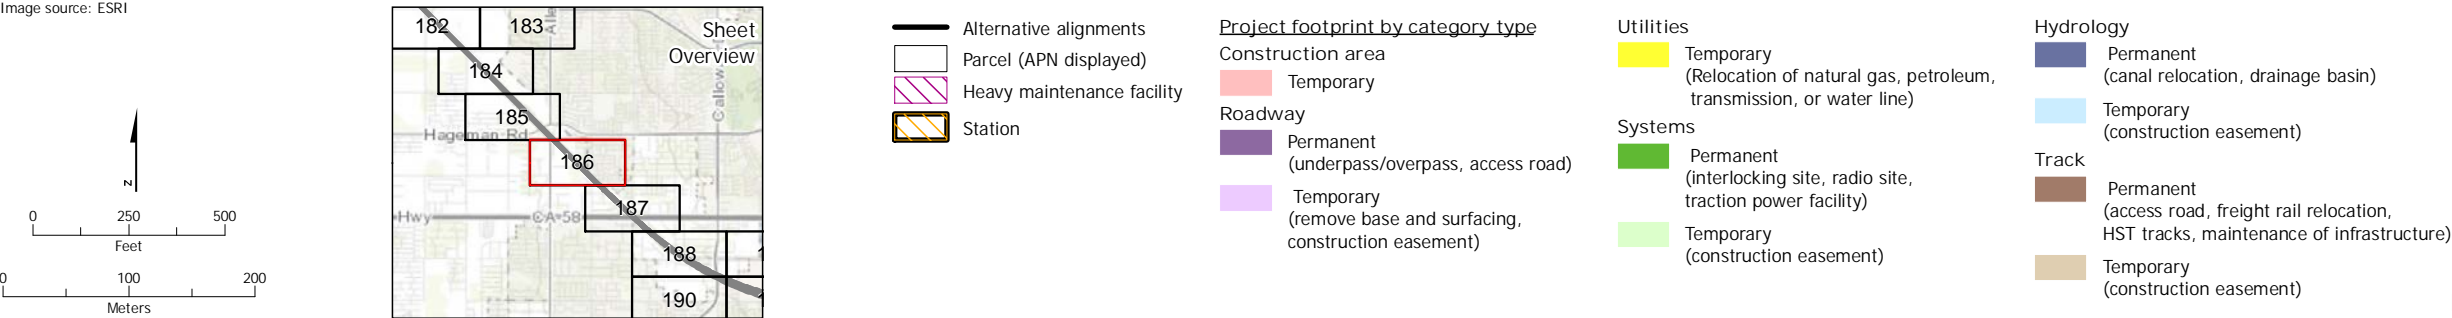 Image source: ESRI
N
0 250 500
Feet
0 100 200
Meters
Sheet
Overview
182
183
184
185
Hageman Rd
186
187
Hwy
CA-58
188
190
Alternative alignments
Parcel (APN displayed)
Heavy maintenance facility
Station
Project footprint by category type
Construction area
Temporary
Roadway
Permanent
(underpass/overpass, access road)
Temporary
(remove base and surfacing,
construction easement)
Utilities
Temporary
(Relocation of natural gas, petroleum,
transmission, or water line)
Systems
Permanent
(interlocking site, radio site,
traction power facility)
Temporary
(construction easement)
Hydrology
Permanent
(canal relocation, drainage basin)
Temporary
(construction easement)
Track
Permanent
(access road, freight rail relocation,
HST tracks, maintenance of infrastructure)
Temporary
(construction easement)